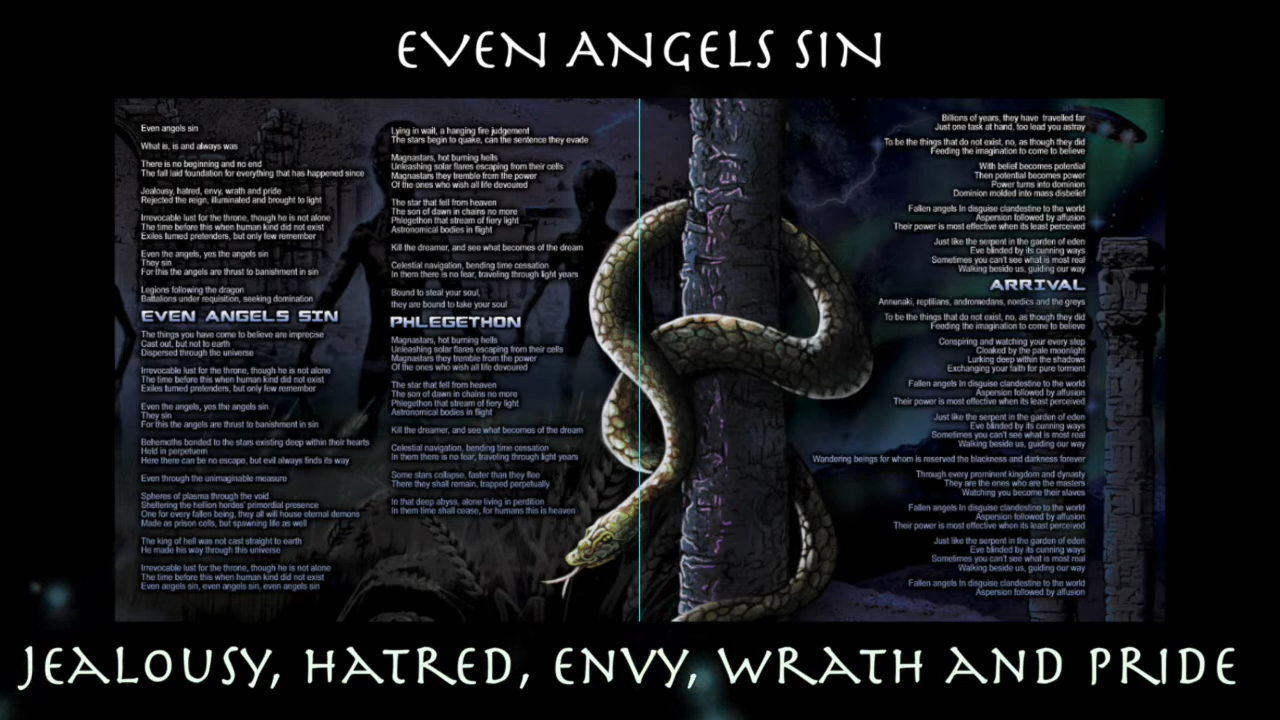 EVEN ANGELS SIN
Even angels sin
What is, is and always was
There is no beginning and no end
The fall laid foundation for everything that has happened since
Jealousy, hatred, envy, wrath and pride
Rejected the reign, illuminated and brought to light
Irrevocable lust for the throne, though he is not alone
The time before this when human kind did not exist
Exiles turned pretenders, but only few remember
Even the angels, yes the angels sin
They sin
For this the angels are thrust to banishment in sin
Legions following the dragon
Battalions under requisition, seeking domination
EVEN ANGELS SIN
The things you have come to believe are imprecise
Cast out, but not to earth
Dispersed through the universe
Irrevocable lust for the throne, though he is not alone
The time before this when human kind did not exist
Exiles turned pretenders, but only few remember
Even the angels, yes the angels sin
They sin
For this the angels are thrust to banishment in sin
Behemoths bonded to the stars existing deep within their hearts
Held in perpetuem
Here there can be no escape, but evil always finds its way
Even through the unimaginable measure
Spheres of plasma through the void
Sheltering the hellion hordes' primordial presence
One for every fallen being, they all will house eternal demons
Made as prison cells, but spawning life as well
The king of hell was not cast straight to earth
He made his way through this universe
Irrevocable lust for the throne, though he is not alone
The time before this when human kind did not exist
Even angels sin, even angels sin, even angels sin
Lying in wait, a hanging fire judgement
The stars begin to quake, can the sentence they evade
Magnastars, hot burning hells
Unleashing solar flares escaping from their cells
Magnastars they tremble from the power
Of the ones who wish all life devoured
The star that fell from heaven
The son of dawn in chains no more
Phlegethon that stream of fiery light
Astronomical bodies in flight
Kill the dreamer, and see what becomes of the dream
Celestial navigation, bending time cessation
In them there is no fear, traveling through light years
Bound to steal your soul,
they are bound to take your soul
PHLEGETHON
Magnastars, hot burning hells
Unleashing solar flares escaping from their cells
Magnastars they tremble from the power
Of the ones who wish all life devoured
The star that fell from heaven
The son of dawn in chains no more
Phlegethon that stream of fiery light
Astronomical bodies in flight
Kill the dreamer, and see what becomes of the dream
Celestial navigation, bending time cessation
In them there is no fear, traveling through light years
Some stars collapse, faster than they flee
There they shall remain, trapped perpetually
In that deep abyss, alone living in perdition
In them time shall cease, for humans this is heaven
Billions of years, they have travelled far
Just one task at hand, too lead you astray
To be the things that do not exist, no, as though they did
Feeding the imagination to come to believe
With belief becomes potential
Then potential becomes power
Power turns into dominion
Dominion molded into mass disbelief
Fallen angels In disguise clandestine to the world
Aspersion followed by affusion
Their power is most effective when its least perceived
Just like the serpent in the garden of eden
Eve blinded by its cunning ways
Sometimes you can't see what is most real
Walking beside us, guiding our way
ARRIVAL
Annunaki, reptilians, andromedans, nordics and the greys
To be the things that do not exist, no, as though they did
Feeding the imagination to come to believe
Conspiring and watching your every step
Cloaked by the pale moonlight
Lurking deep within the shadows
Exchanging your faith for pure torment
Fallen angels In disguise clandestine to the world
Aspersion followed by affusion
Their power is most effective when its least perceived
Just like the serpent in the garden of eden
Eve blinded by its cunning ways
Sometimes you can't see what is most real
Walking beside us, guiding our way
Wandering beings for whom is reserved the blackness and darkness forever
Through every prominent kingdom and dynasty
They are the ones who are the masters
Watching you become their slaves
Fallen angels In disguise clandestine to the world
Aspersion followed by affusion
Their power is most effective when its least perceived
Just like the serpent in the garden of eden
Eve blinded by its cunning ways
Sometimes you can't see what is most real
Walking beside us, guiding our way
Fallen angels In disguise clandestine to the world
Aspersion followed by affusion
JEALOUSY, HATRED, ENVY, WRATH AND PRIDE